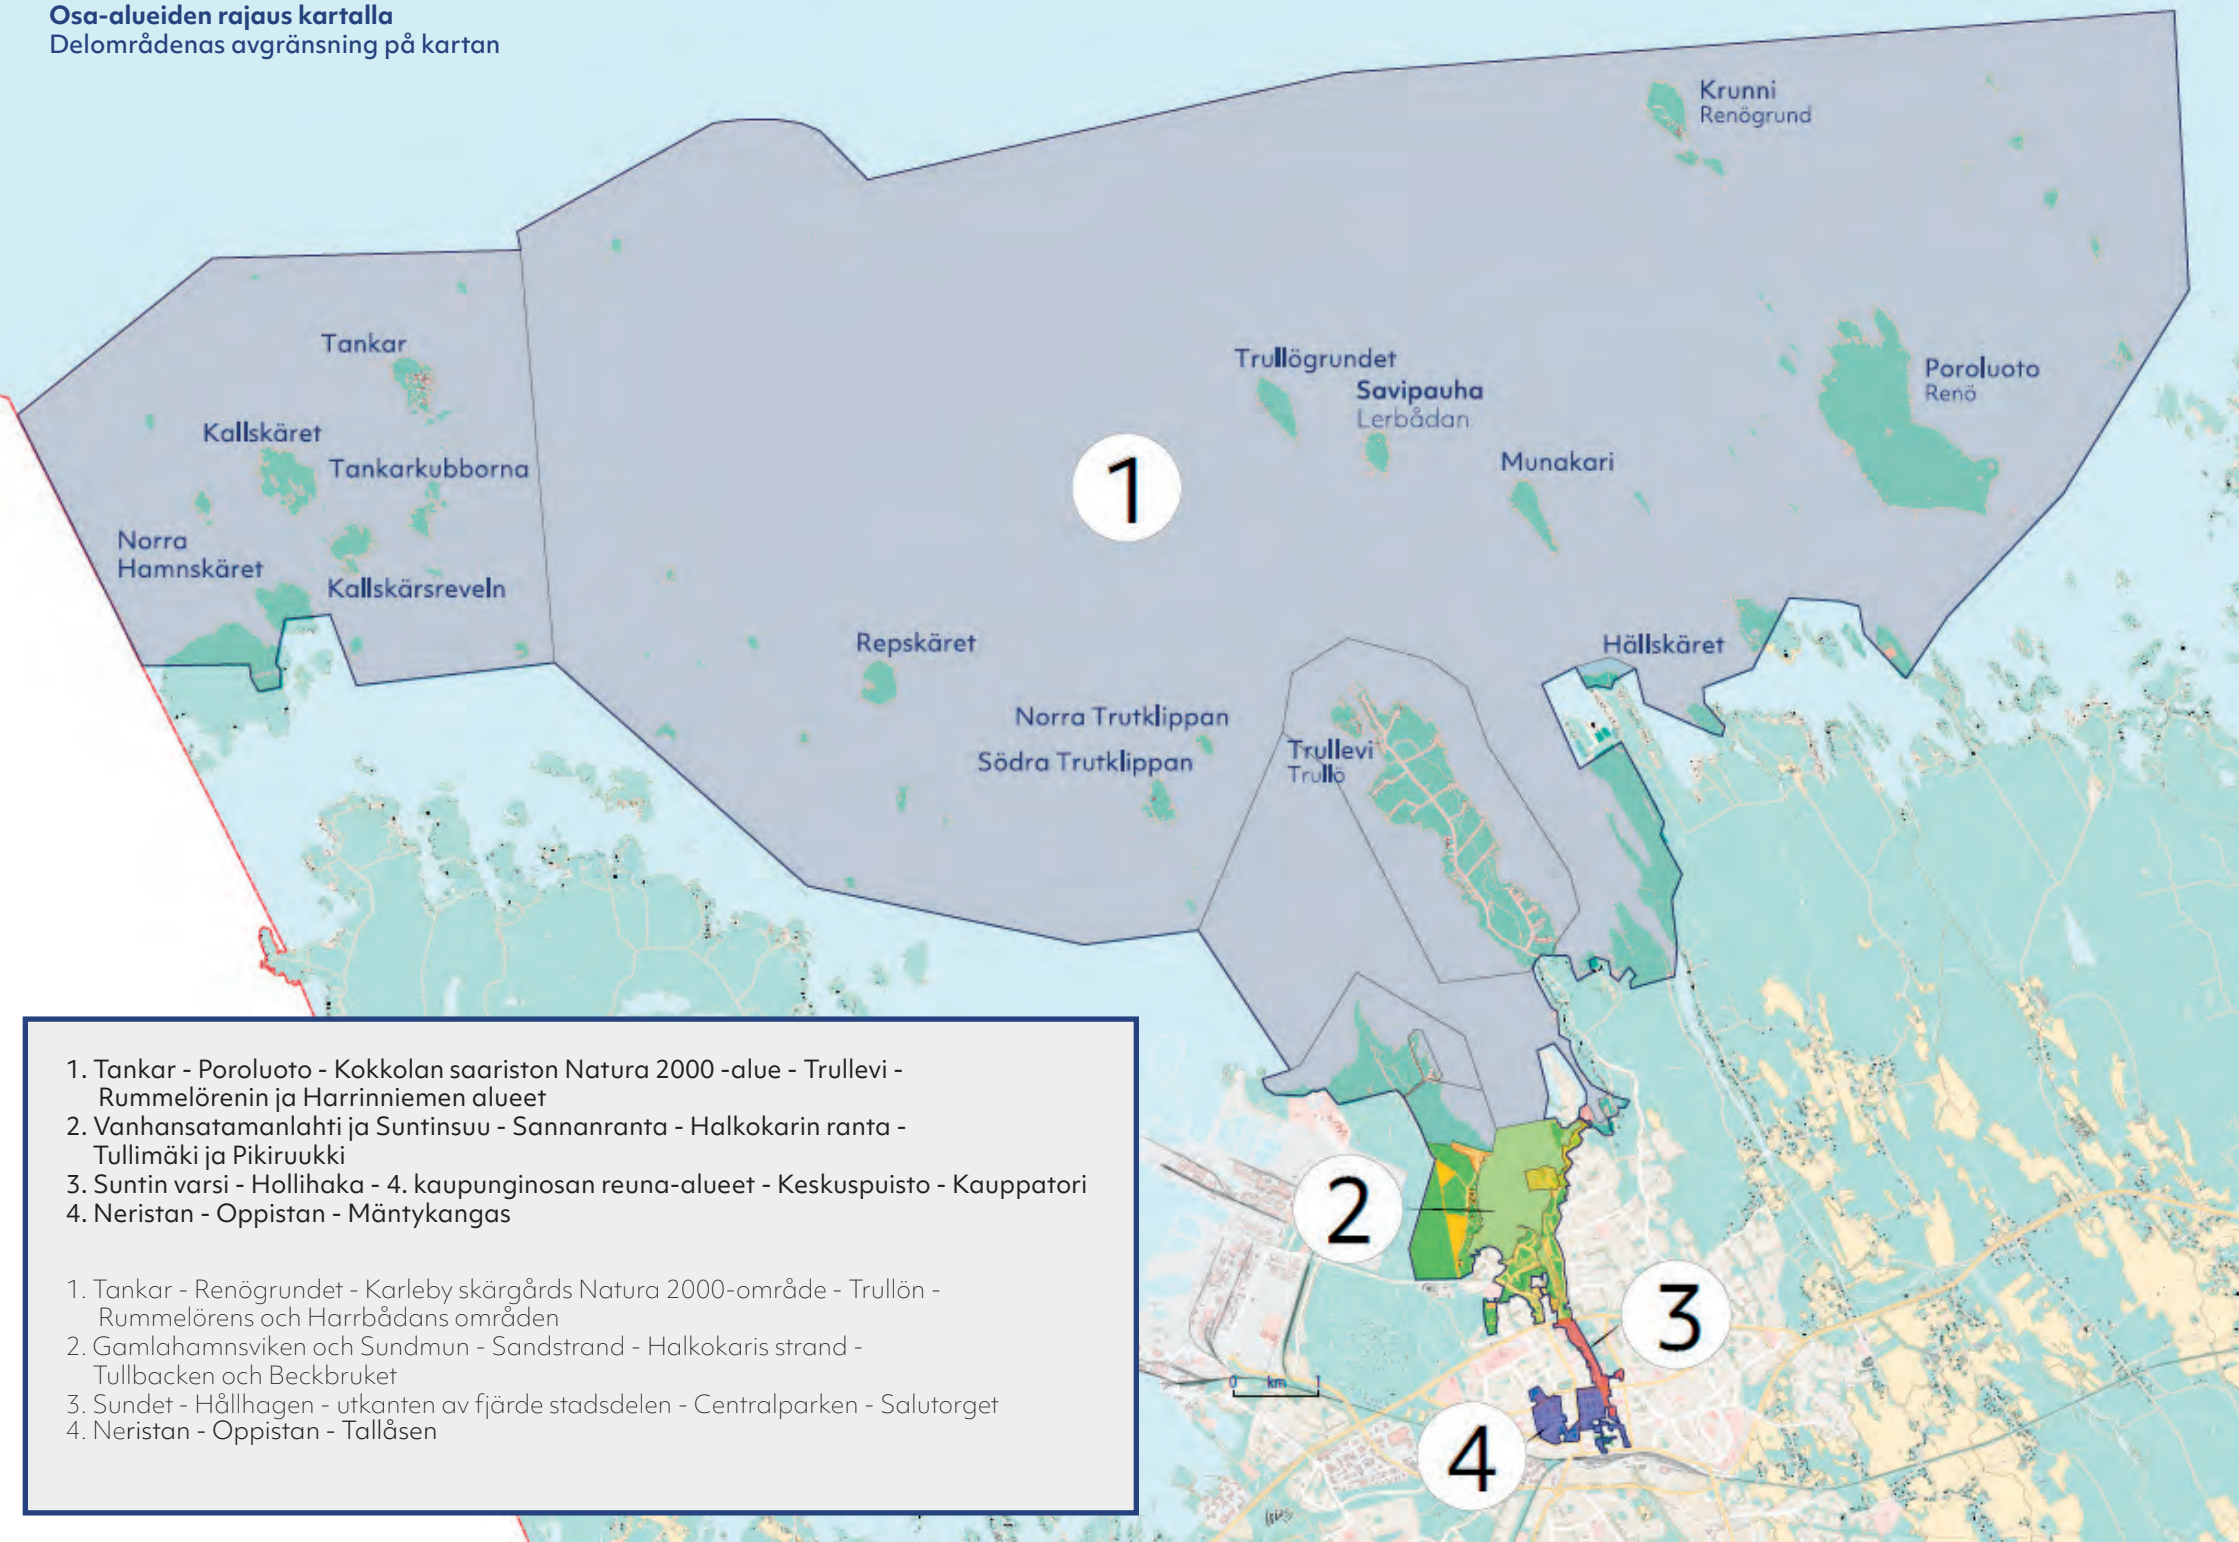 Osa-alueiden rajaus kartalla
Delområdenas avgränsning på kartan
Krunni
Renögrund
Tankar
Trullögrundet
Savipauha
Lerbådan
Poroluoto
Renö
Kallskäret
Tankarkubborna
Munakari
1
Norra
Hamnskäret
Kallskärsreveln
Repskäret
Hällskäret
Norra Trutklippan
Södra Trutklippan
Trullevi
Trullö
1. Tankar - Poroluoto - Kokkolan saariston Natura 2000 -alue - Trullevi -
Rummelörenin ja Harrinniemen alueet
2. Vanhansatamanlahti ja Suntinsuu - Sannanranta - Halkokarin ranta -
Tullimäki ja Pikiruukki
3. Suntin varsi - Hollihaka - 4. kaupunginosan reuna-alueet - Keskuspuisto - Kauppatori
4. Neristan - Oppistan - Mäntykangas
1. Tankar - Renögrundet - Karleby skärgårds Natura 2000-område - Trullön -
Rummelörens och Harrbådans områden
2. Gamlahamnsviken och Sundmun - Sandstrand - Halkokaris strand -
Tullbacken och Beckbruket
3. Sundet - Hållhagen - utkanten av fjärde stadsdelen - Centralparken - Salutorget
4. Neristan - Oppistan - Tallåsen
2
3
0 km 1
4